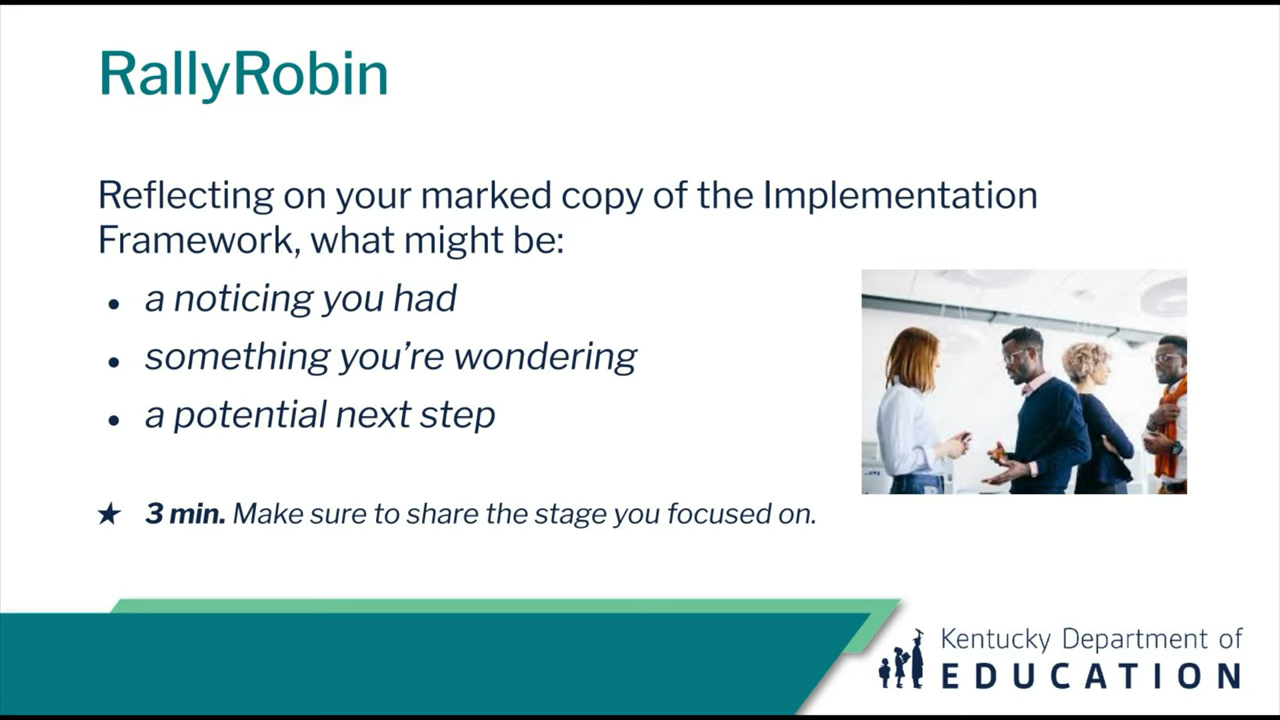 RallyRobin
Reflecting on your marked copy of the Implementation
Framework, what might be:
• a noticing you had
• something you're wondering
• a potential next step
★ 3 min. Make sure to share the stage you focused on.
Kentucky Department of
EDUCATION